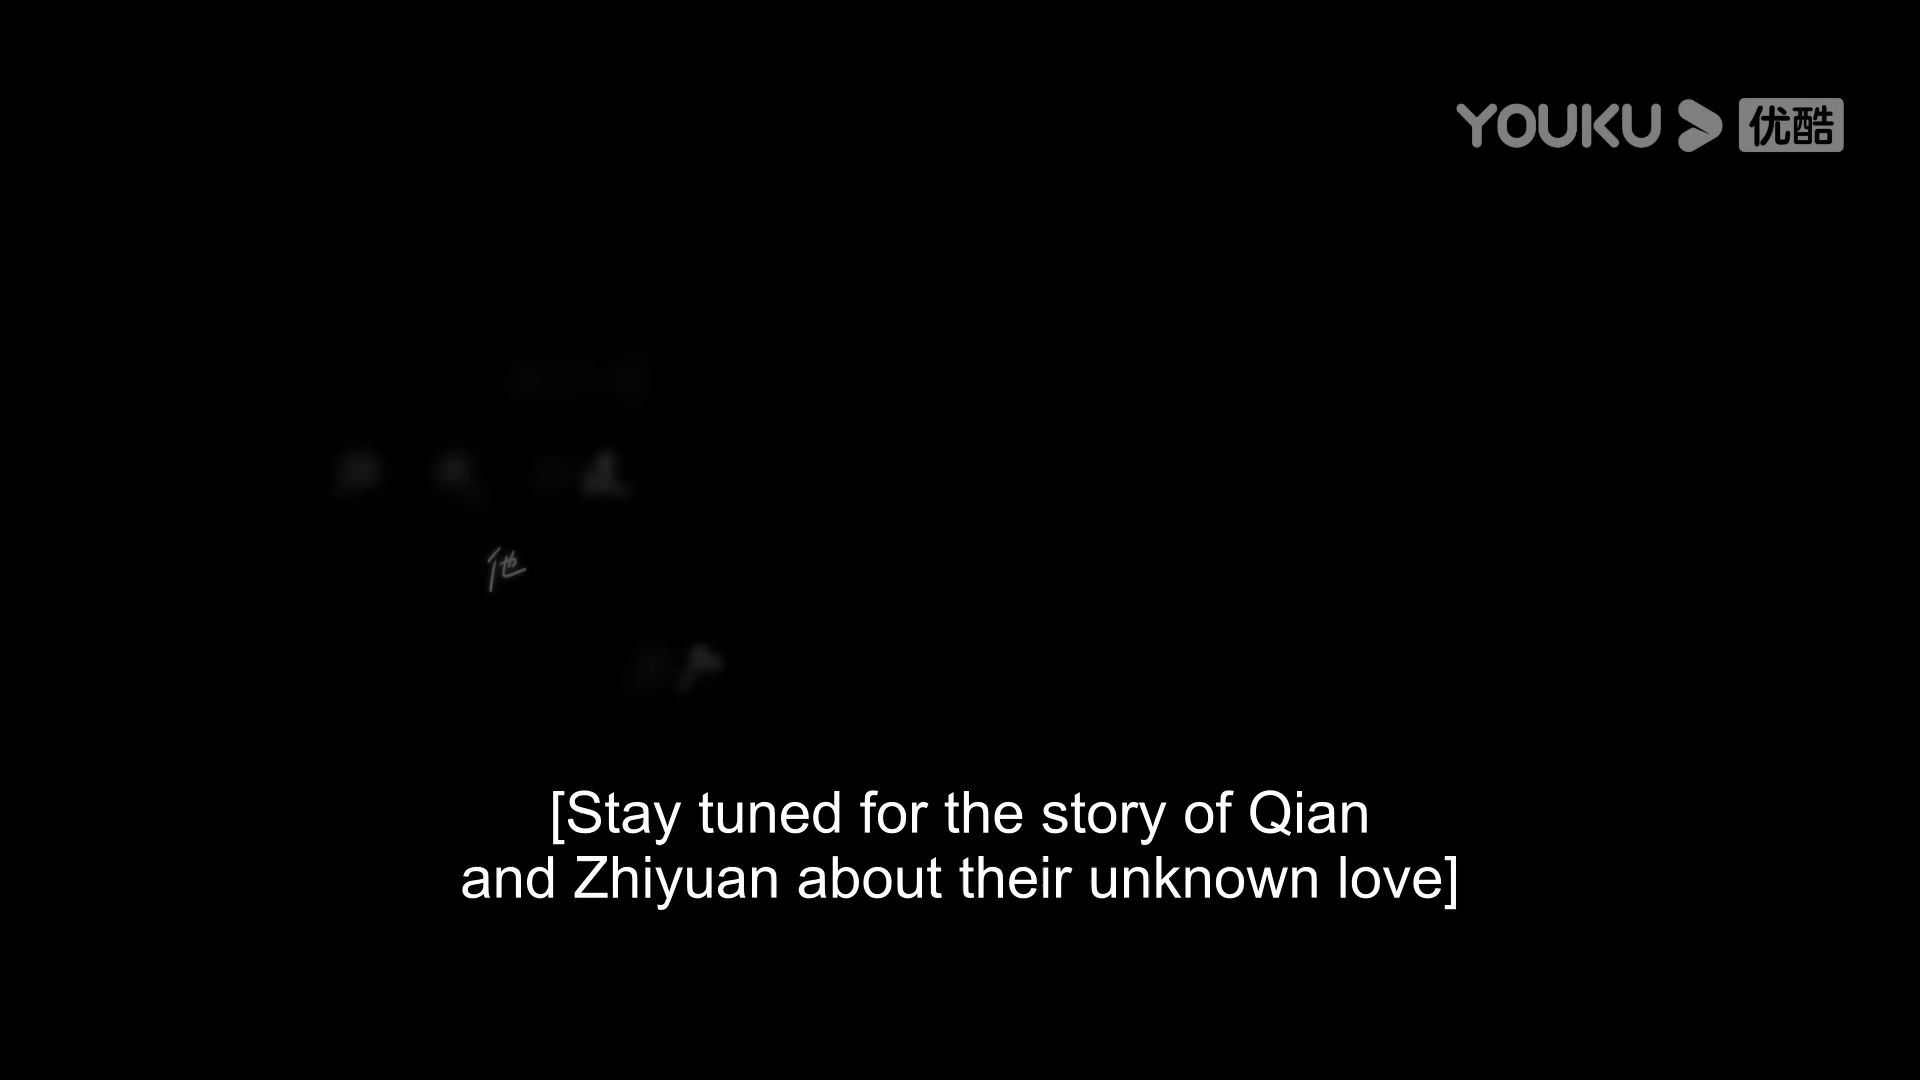 YOUKU 优酷
他
[Stay tuned for the story of Qian
and Zhiyuan about their unknown love]